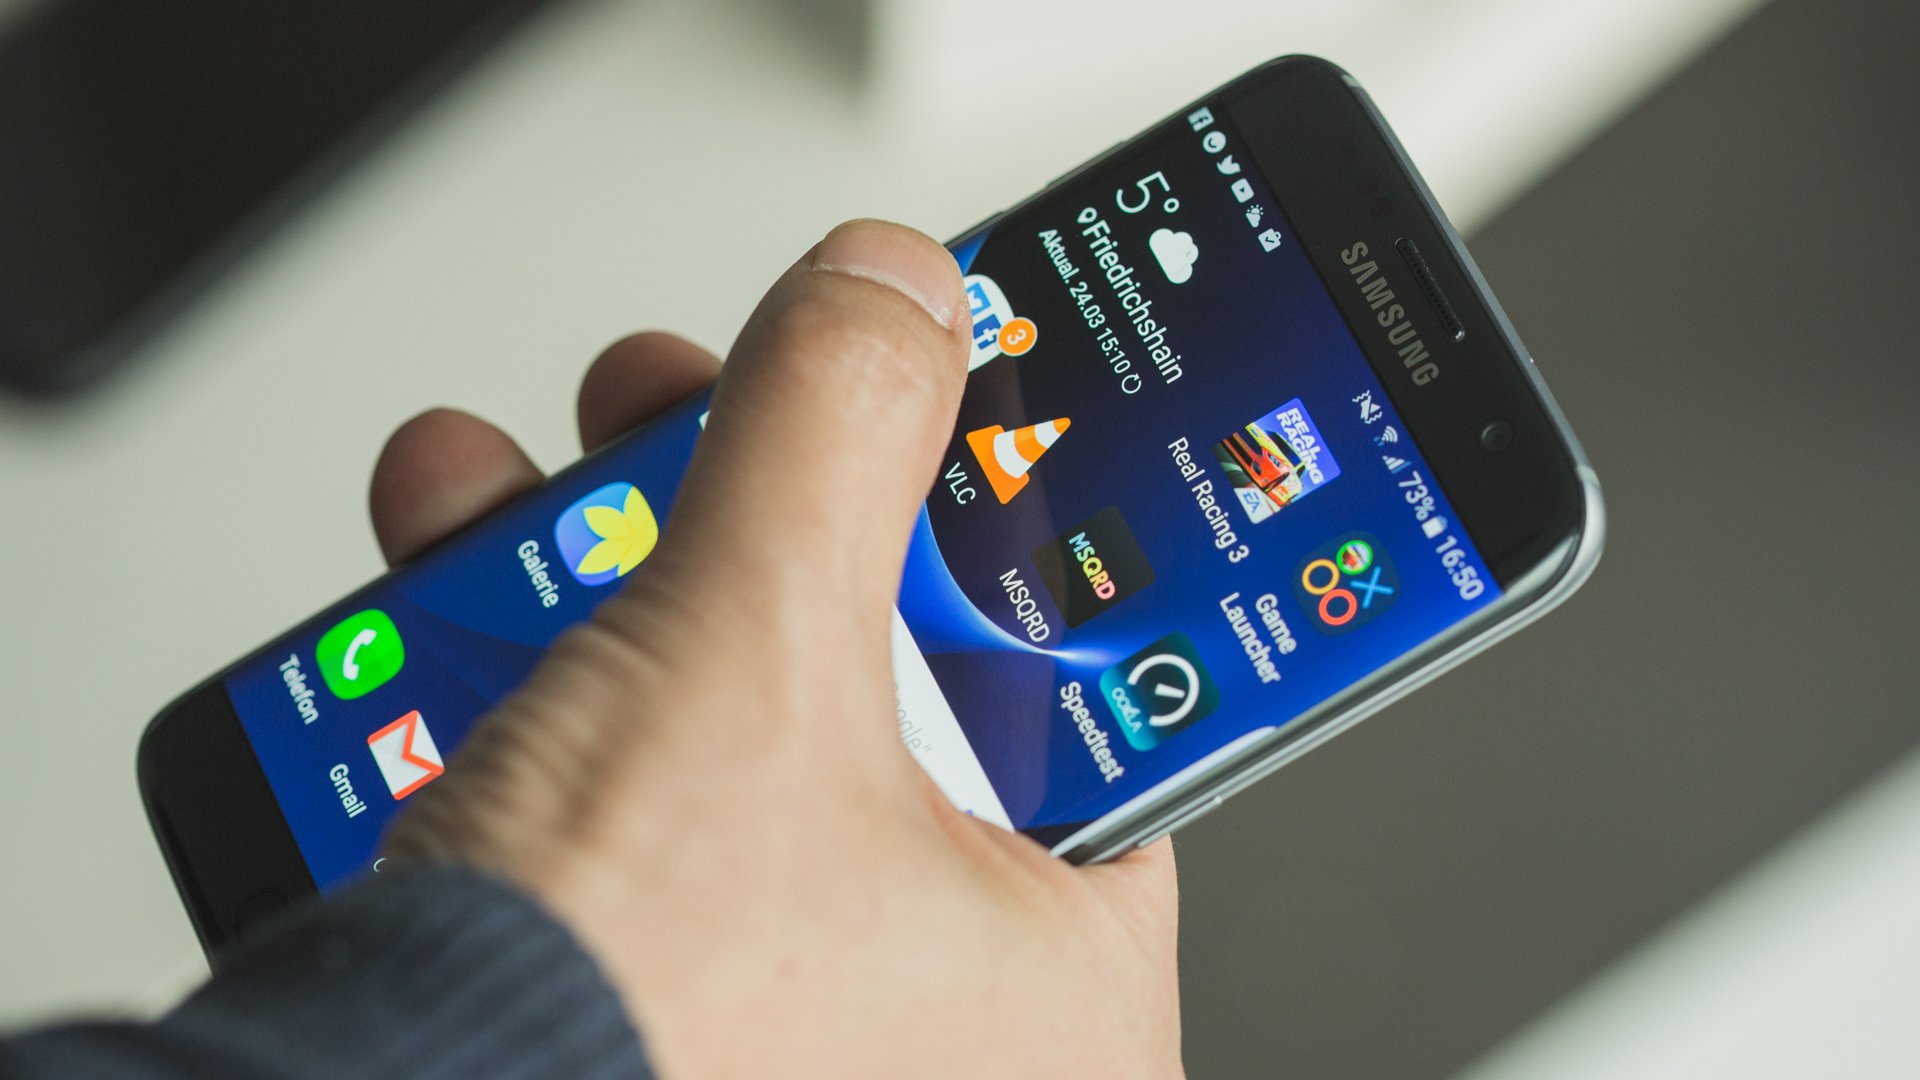 SAMSUNG
73% 16:50
5°
Friedrichshain
Aktual. 24.03 15:10
3
REAL
RACING
EA
Real Racing 3
VLC
MSQRD
MSQRD
Game
Launcher
OOKLA
Speedtest
oogle"
Galerie
Telefon
Gmail